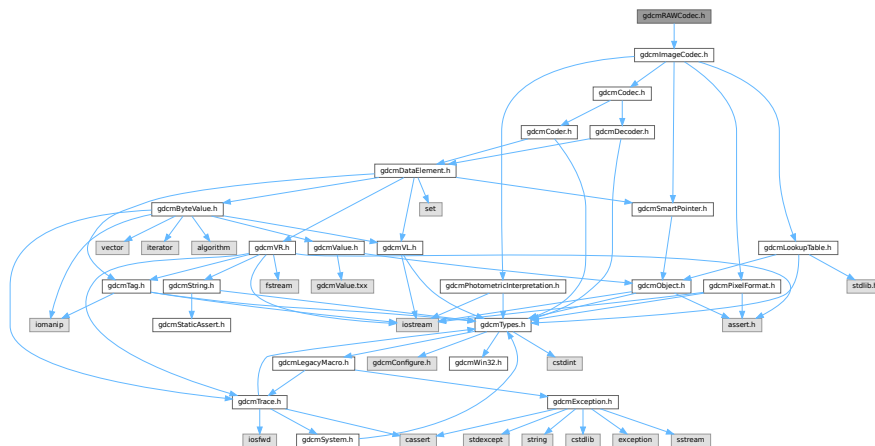 gdcmRAWCodec.h
gdcmImageCodec.h
gdcmCodec.h
gdcmCoder.h
gdcmDecoder.h
gdcmDataElement.h
gdcmByteValue.h
set
gdcmSmartPointer.h
vector
iterator
algorithm
gdcmVR.h
gdcmValue.h
gdcmVL.h
gdcmLookupTable.h
gdcmTag.h
gdcmString.h
fstream
gdcmValue.txx
gdcmPhotometricInterpretation.h
gdcmObject.h
gdcmPixelFormat.h
stdlib.h
iomanip
gdcmStaticAssert.h
iostream
gdcmTypes.h
assert.h
gdcmLegacyMacro.h
gdcmConfigure.h
gdcmWin32.h
cstdint
gdcmTrace.h
gdcmException.h
iosfwd
gdcmSystem.h
cassert
stdexcept
string
cstdlib
exception
sstream